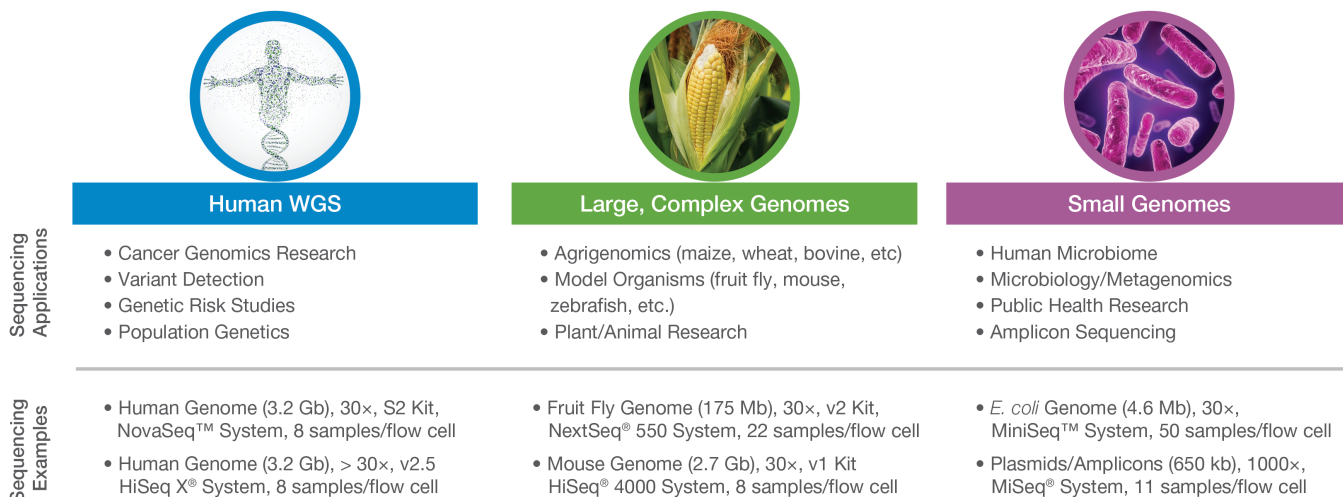 Human WGS
Large, Complex Genomes
Small Genomes
Sequencing
Applications
• Cancer Genomics Research
• Variant Detection
• Genetic Risk Studies
• Population Genetics
• Agrigenomics (maize, wheat, bovine, etc)
• Model Organisms (fruit fly, mouse,
zebrafish, etc.)
• Plant/Animal Research
• Human Microbiome
• Microbiology/Metagenomics
• Public Health Research
• Amplicon Sequencing
Sequencing
Examples
• Human Genome (3.2 Gb), 30×, S2 Kit,
NovaSeq™ System, 8 samples/flow cell
• Human Genome (3.2 Gb), > 30×, v2.5
HiSeq X® System, 8 samples/flow cell
• Fruit Fly Genome (175 Mb), 30×, v2 Kit,
NextSeq® 550 System, 22 samples/flow cell
• Mouse Genome (2.7 Gb), 30×, v1 Kit
HiSeq® 4000 System, 8 samples/flow cell
• E. coli Genome (4.6 Mb), 30×,
MiniSeq™ System, 50 samples/flow cell
• Plasmids/Amplicons (650 kb), 1000×,
MiSeq® System, 11 samples/flow cell